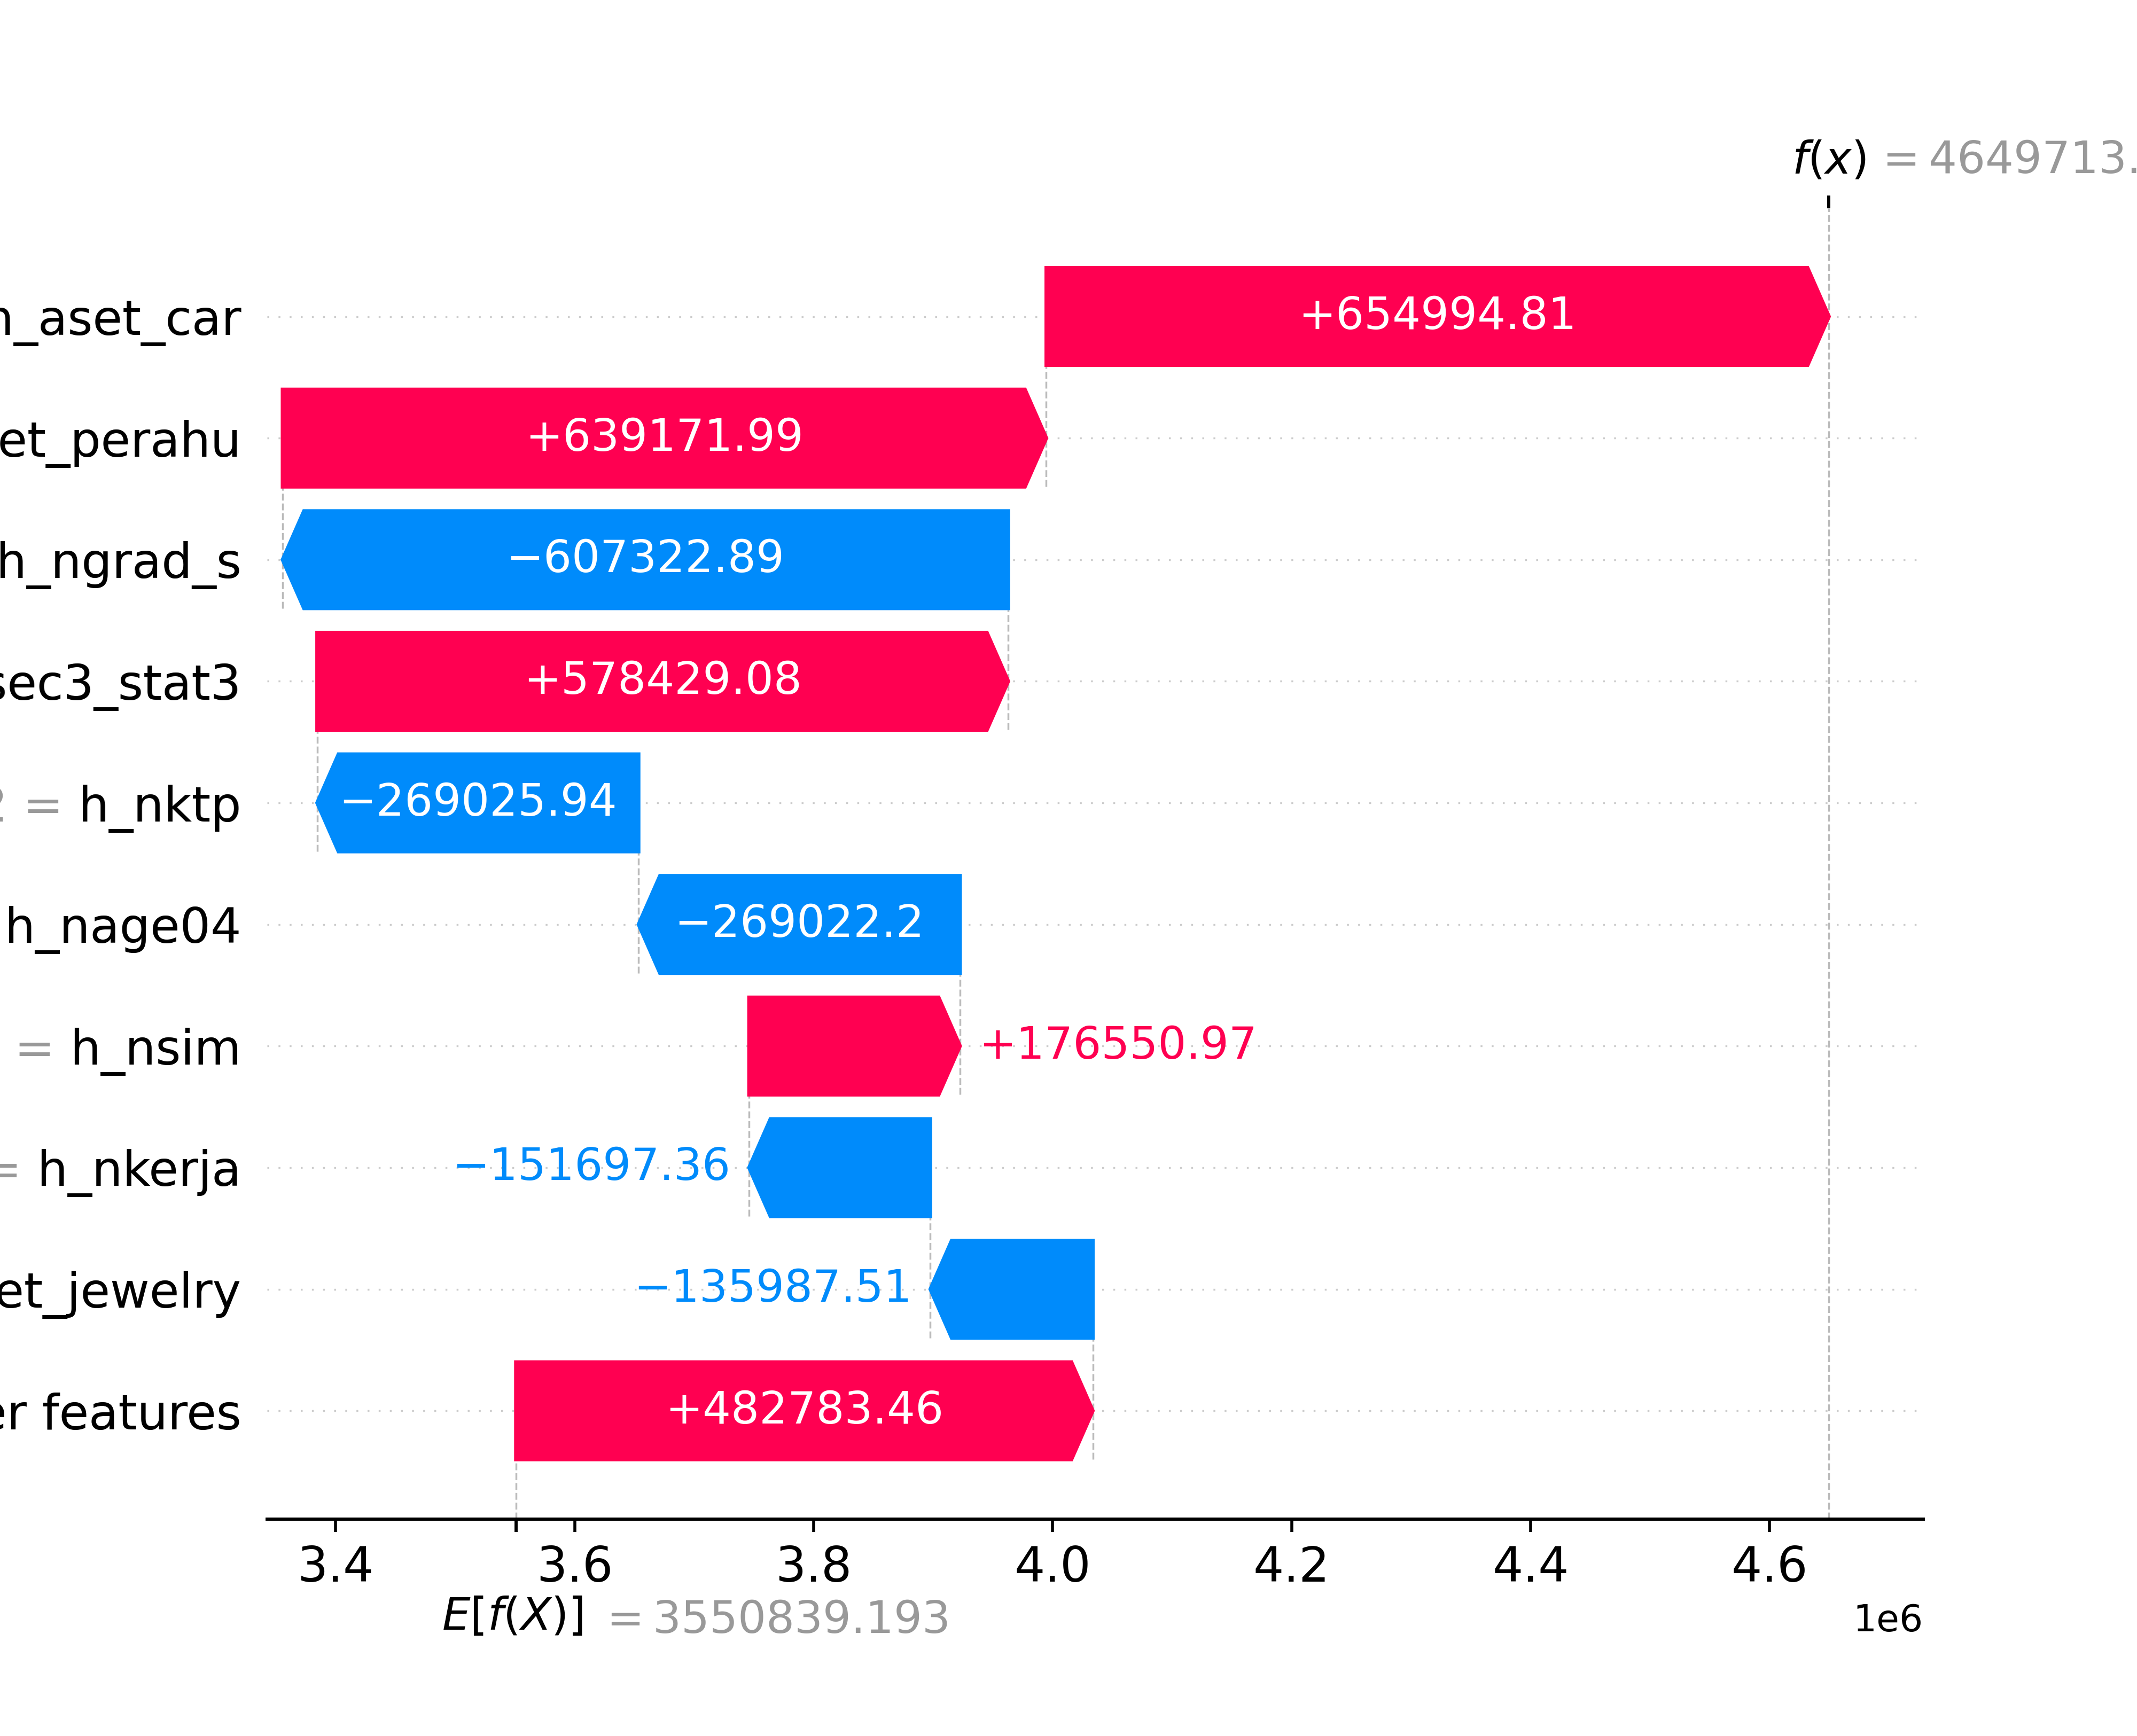 f(x) = 4649713.
_aset_car
+654994.81
et_perahu
+639171.99
h_ngrad_s
−607322.89
sec3_stat3
+578429.08
= h_nktp
−269025.94
h_nage04
−269022.2
= h_nsim
+176550.97
= h_nkerja
−151697.36
et_jewelry
−135987.51
features
+482783.46
3.4 3.6 3.8 4.0 4.2 4.4 4.6
E[f(X)] = 3550839.193
1e6